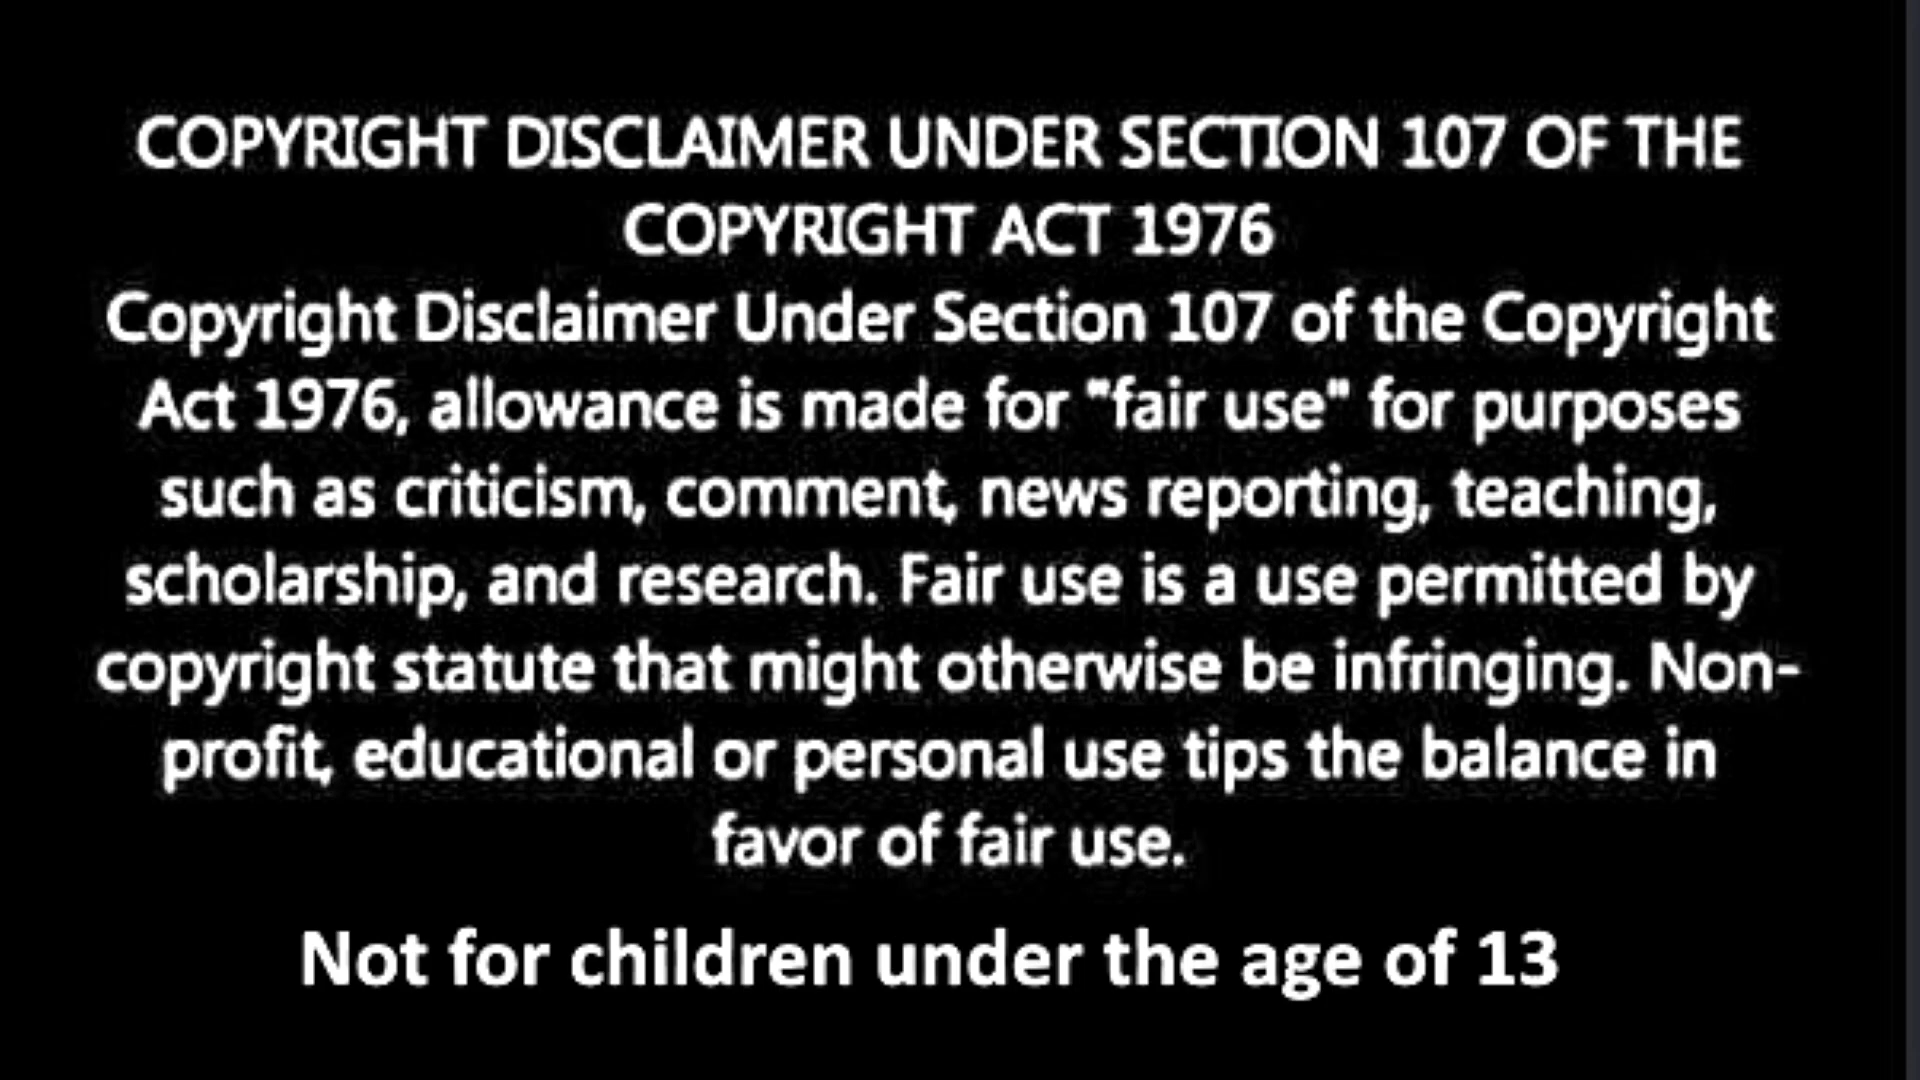 COPYRIGHT DISCLAIMER UNDER SECTION 107 OF THE
COPYRIGHT ACT 1976
Copyright Disclaimer Under Section 107 of the Copyright
Act 1976, allowance is made for "fair use" for purposes
such as criticism, comment, news reporting, teaching,
scholarship, and research. Fair use is a use permitted by
copyright statute that might otherwise be infringing. Non-
profit, educational or personal use tips the balance in
favor of fair use.
Not for children under the age of 13